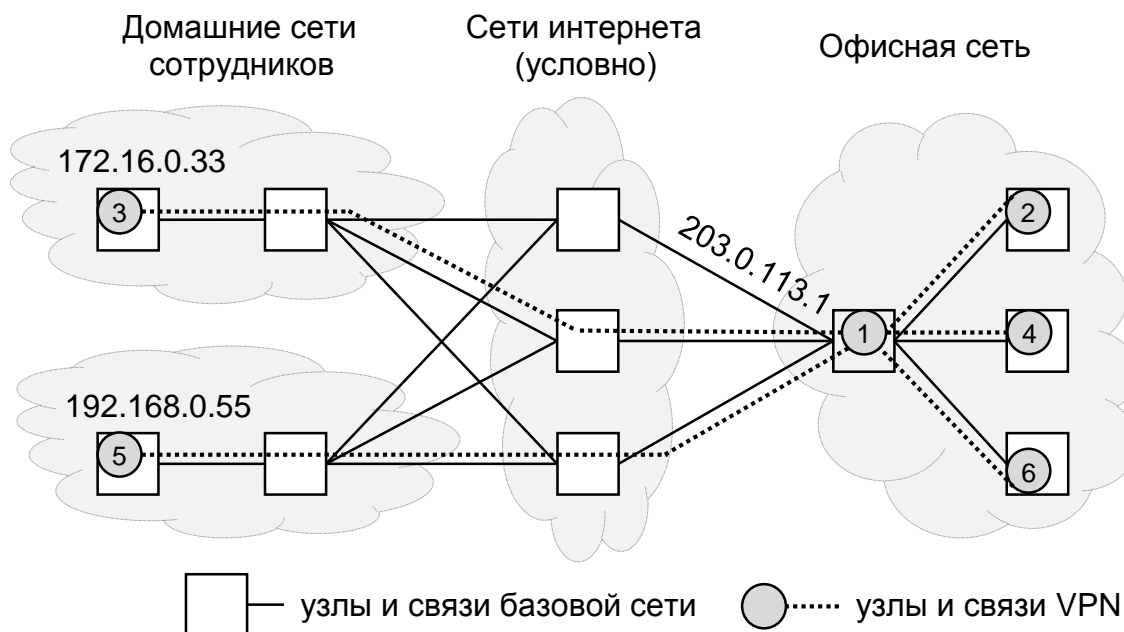 Домашние сети
сотрудников
Сети интернета
(условно)
Офисная сеть
172.16.0.33
3
203.0.113.1
2
1
4
192.168.0.55
5
6
узлы и связи базовой сети
узлы и связи VPN